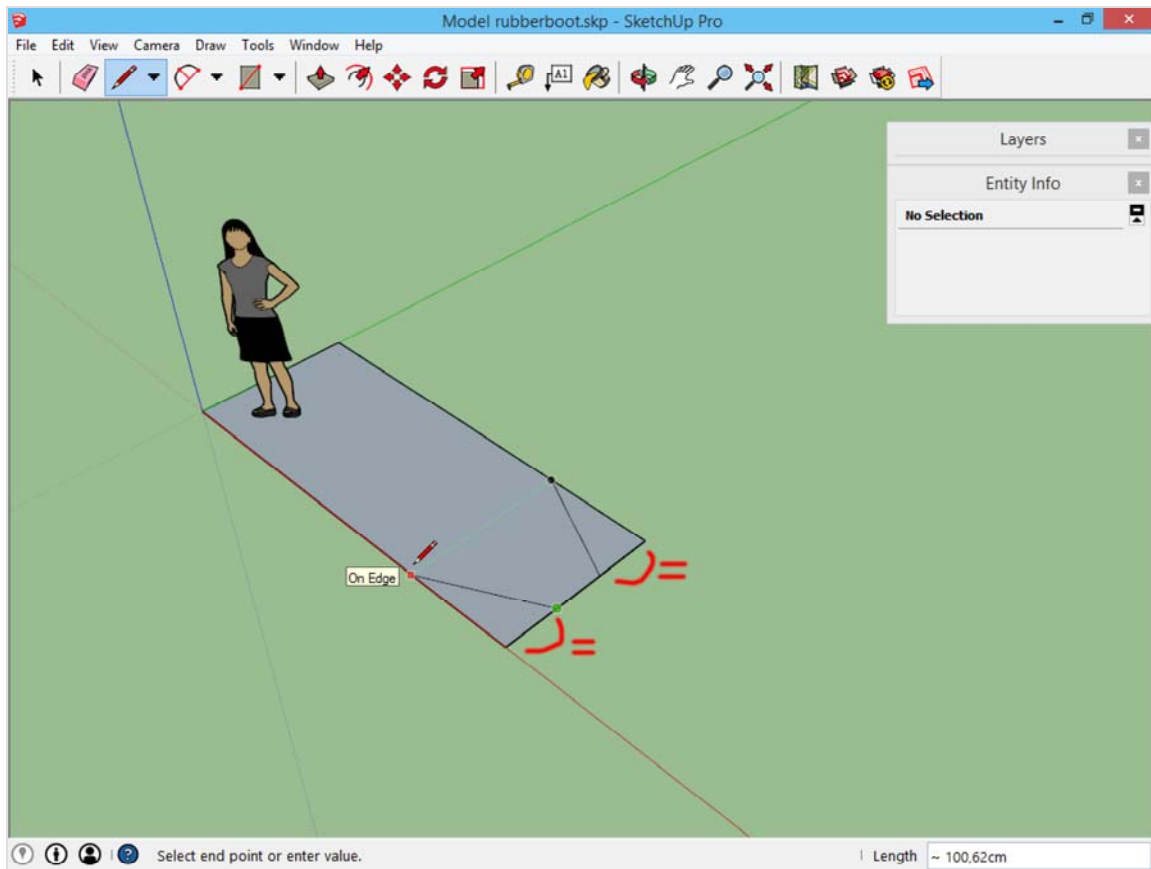 Model rubberboot.skp - SketchUp Pro
File Edit View Camera Draw Tools Window Help
A1
Layers
Entity Info
No Selection
On Edge
=
=
Select end point or enter value.
Length ~ 100,62cm